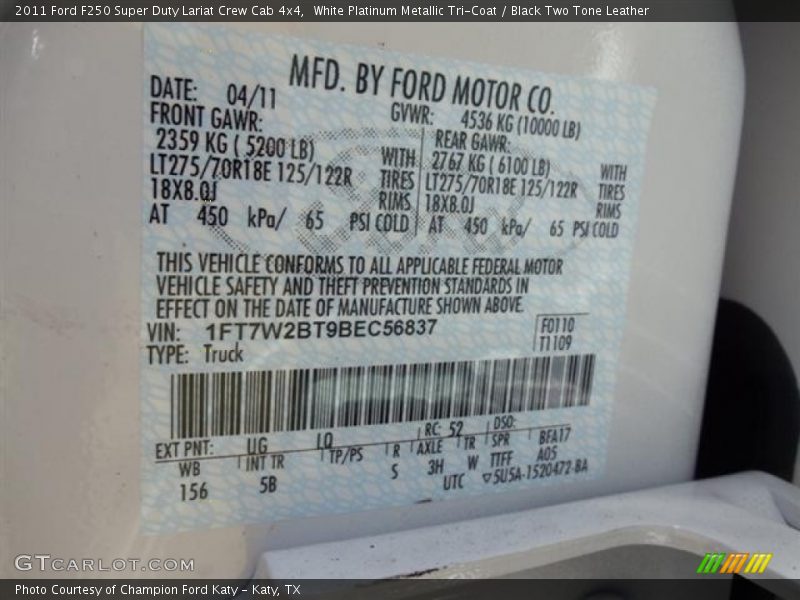 2011 Ford F250 Super Duty Lariat Crew Cab 4x4,  White Platinum Metallic Tri-Coat / Black Two Tone Leather
MFD. BY FORD MOTOR CO.
DATE: 04/11
GVWR: 4536 KG (10000 LB)
FRONT GAWR:
2359 KG ( 5200 LB) WITH
LT275/70R18E 125/122R TIRES
18X8.0J RIMS
AT 450 kPa/ 65 PSI COLD
REAR GAWR:
2767 KG ( 6100 LB) WITH
LT275/70R18E 125/122R TIRES
18X8.0J RIMS
AT 450 kPa/ 65 PSI COLD
THIS VEHICLE CONFORMS TO ALL APPLICABLE FEDERAL MOTOR
VEHICLE SAFETY AND THEFT PREVENTION STANDARDS IN
EFFECT ON THE DATE OF MANUFACTURE SHOWN ABOVE.
VIN: 1FT7W2BT9BEC56837
TYPE: Truck
F0110
T1109
EXT PNT: UG LQ RC: 52 DSO:
WB INT TR TP/PS R AXLE TR SPR BFA17
156 5B S 3H W TTFF A05
UTC ▽5U5A-1520472-BA
GTCARLOT.COM
Photo Courtesy of Champion Ford Katy - Katy, TX